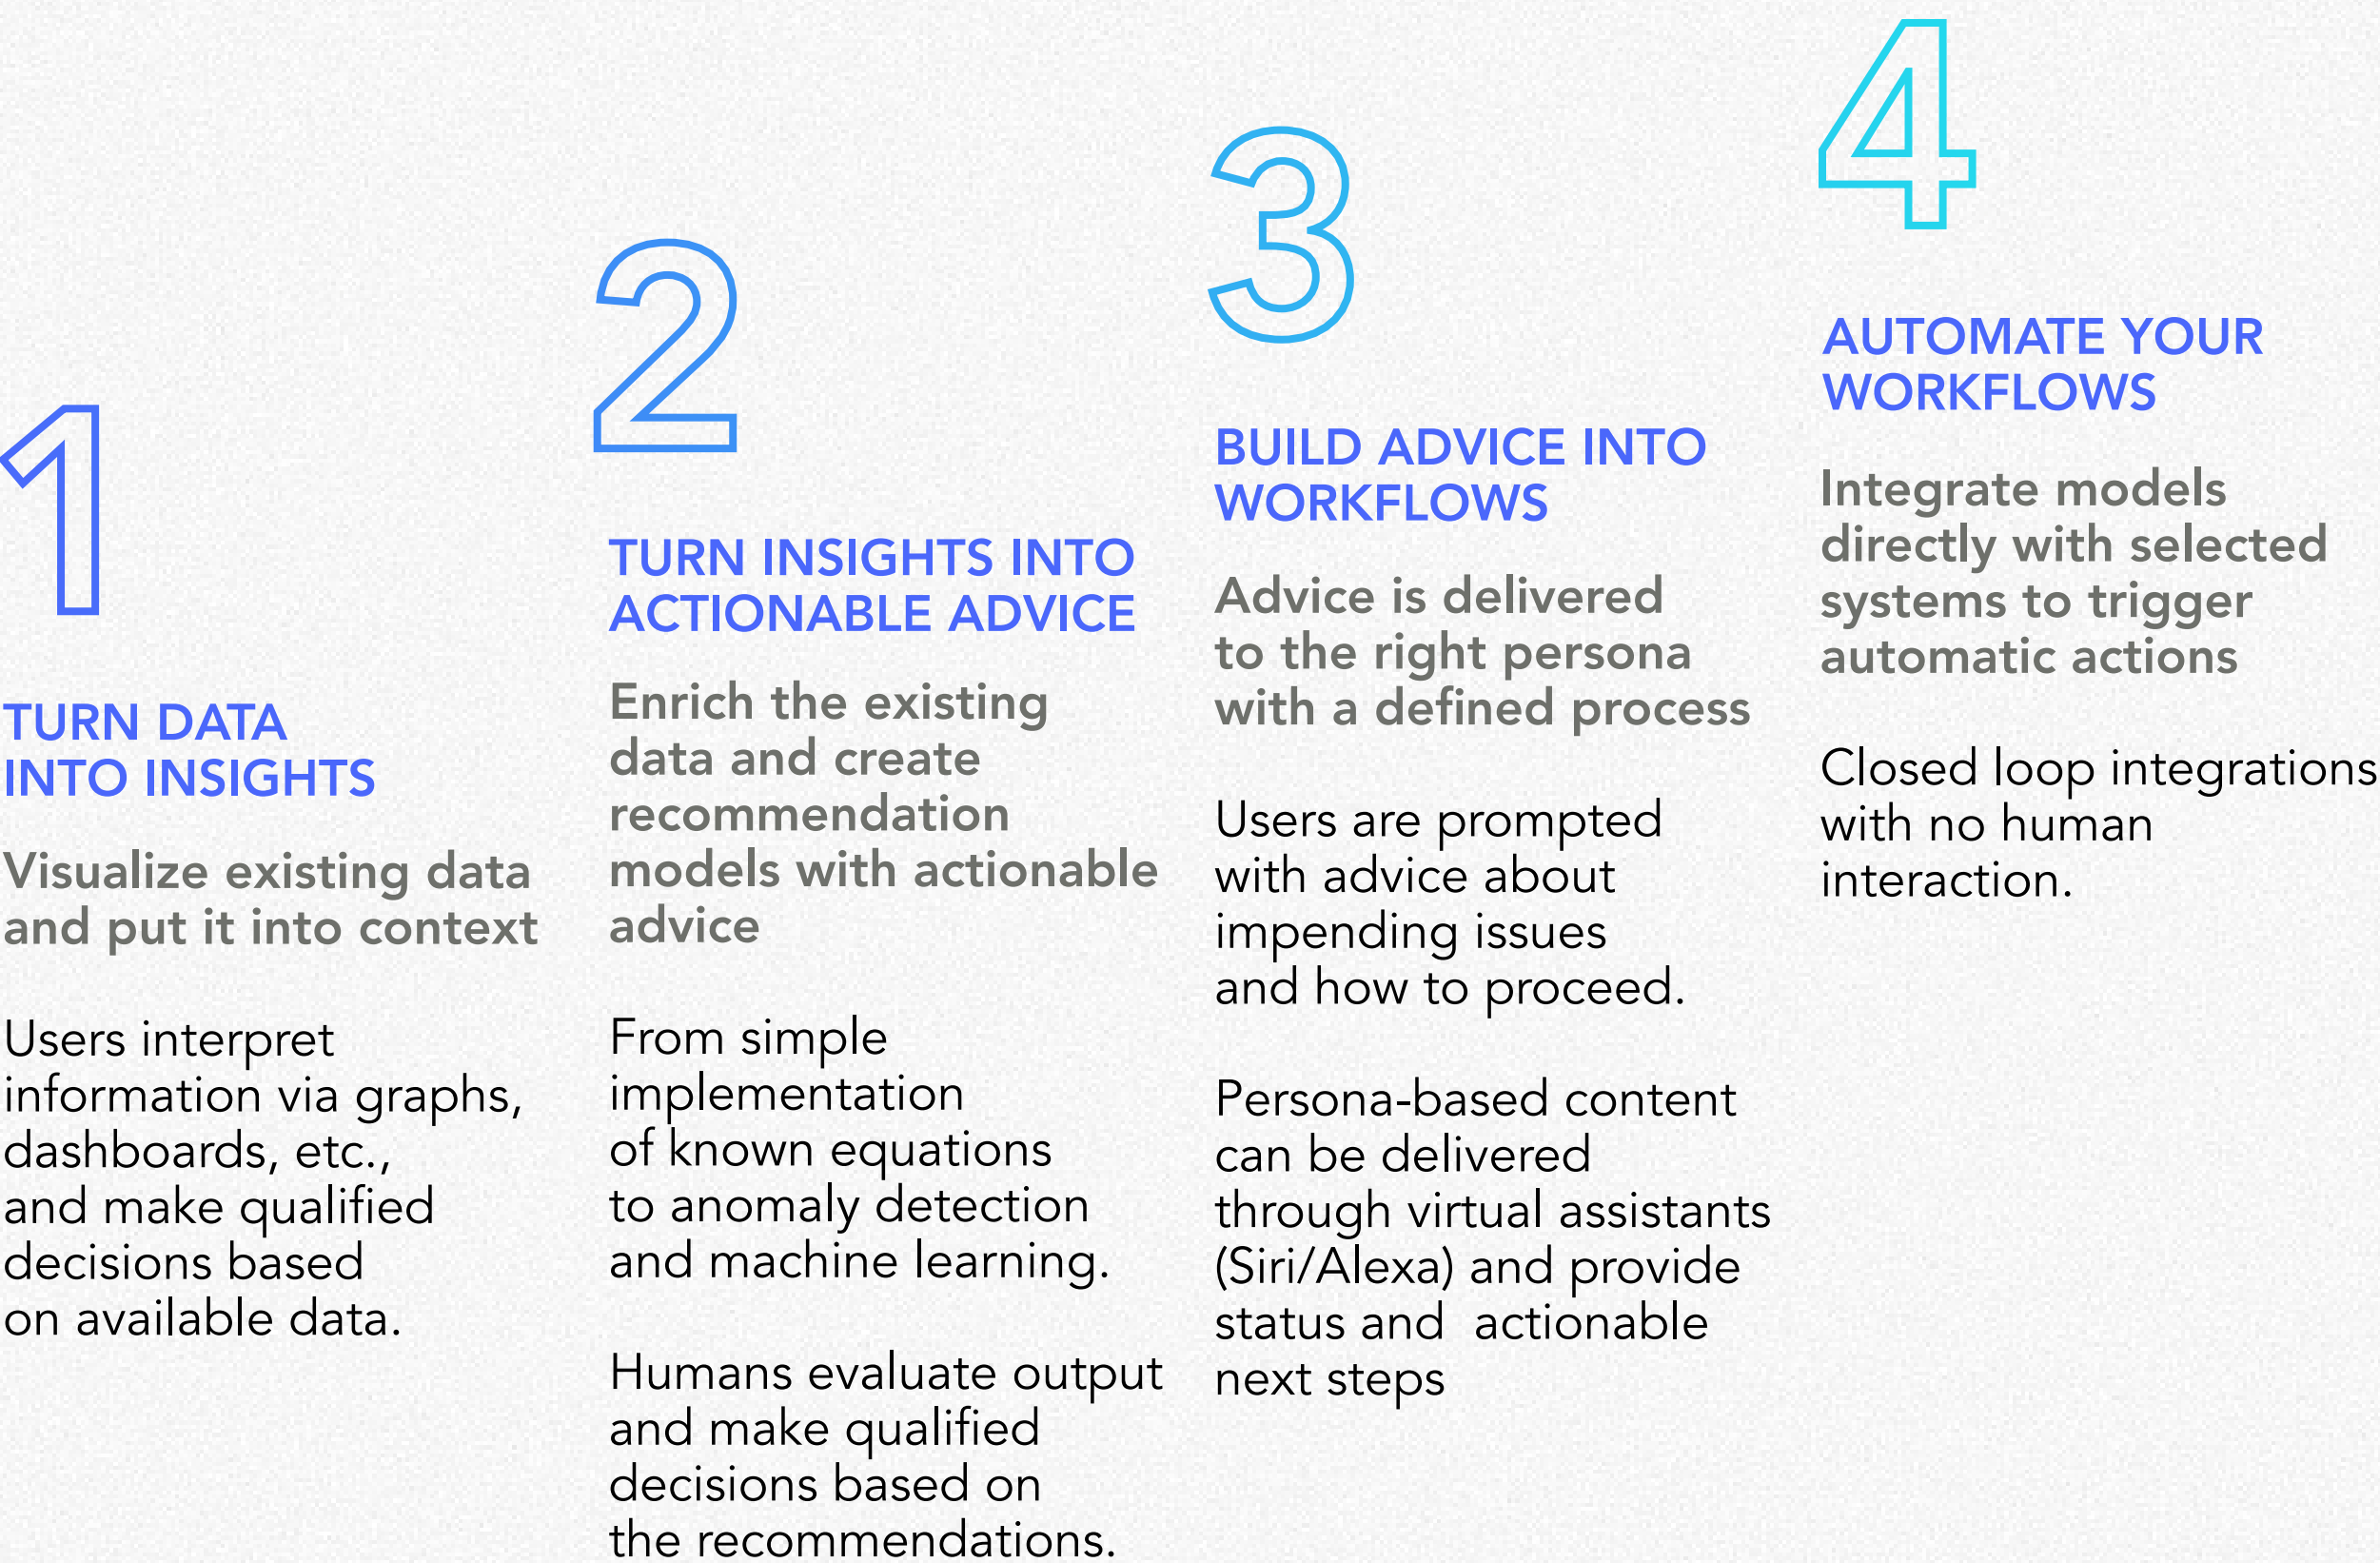 1
TURN DATA
INTO INSIGHTS
Visualize existing data
and put it into context
Users interpret
information via graphs,
dashboards, etc.,
and make qualified
decisions based
on available data.
2
TURN INSIGHTS INTO
ACTIONABLE ADVICE
Enrich the existing
data and create
recommendation
models with actionable
advice
From simple
implementation
of known equations
to anomaly detection
and machine learning.
Humans evaluate output
and make qualified
decisions based on
the recommendations.
3
BUILD ADVICE INTO
WORKFLOWS
Advice is delivered
to the right persona
with a defined process
Users are prompted
with advice about
impending issues
and how to proceed.
Persona-based content
can be delivered
through virtual assistants
(Siri/Alexa) and provide
status and  actionable
next steps
4
AUTOMATE YOUR
WORKFLOWS
Integrate models
directly with selected
systems to trigger
automatic actions
Closed loop integrations
with no human
interaction.